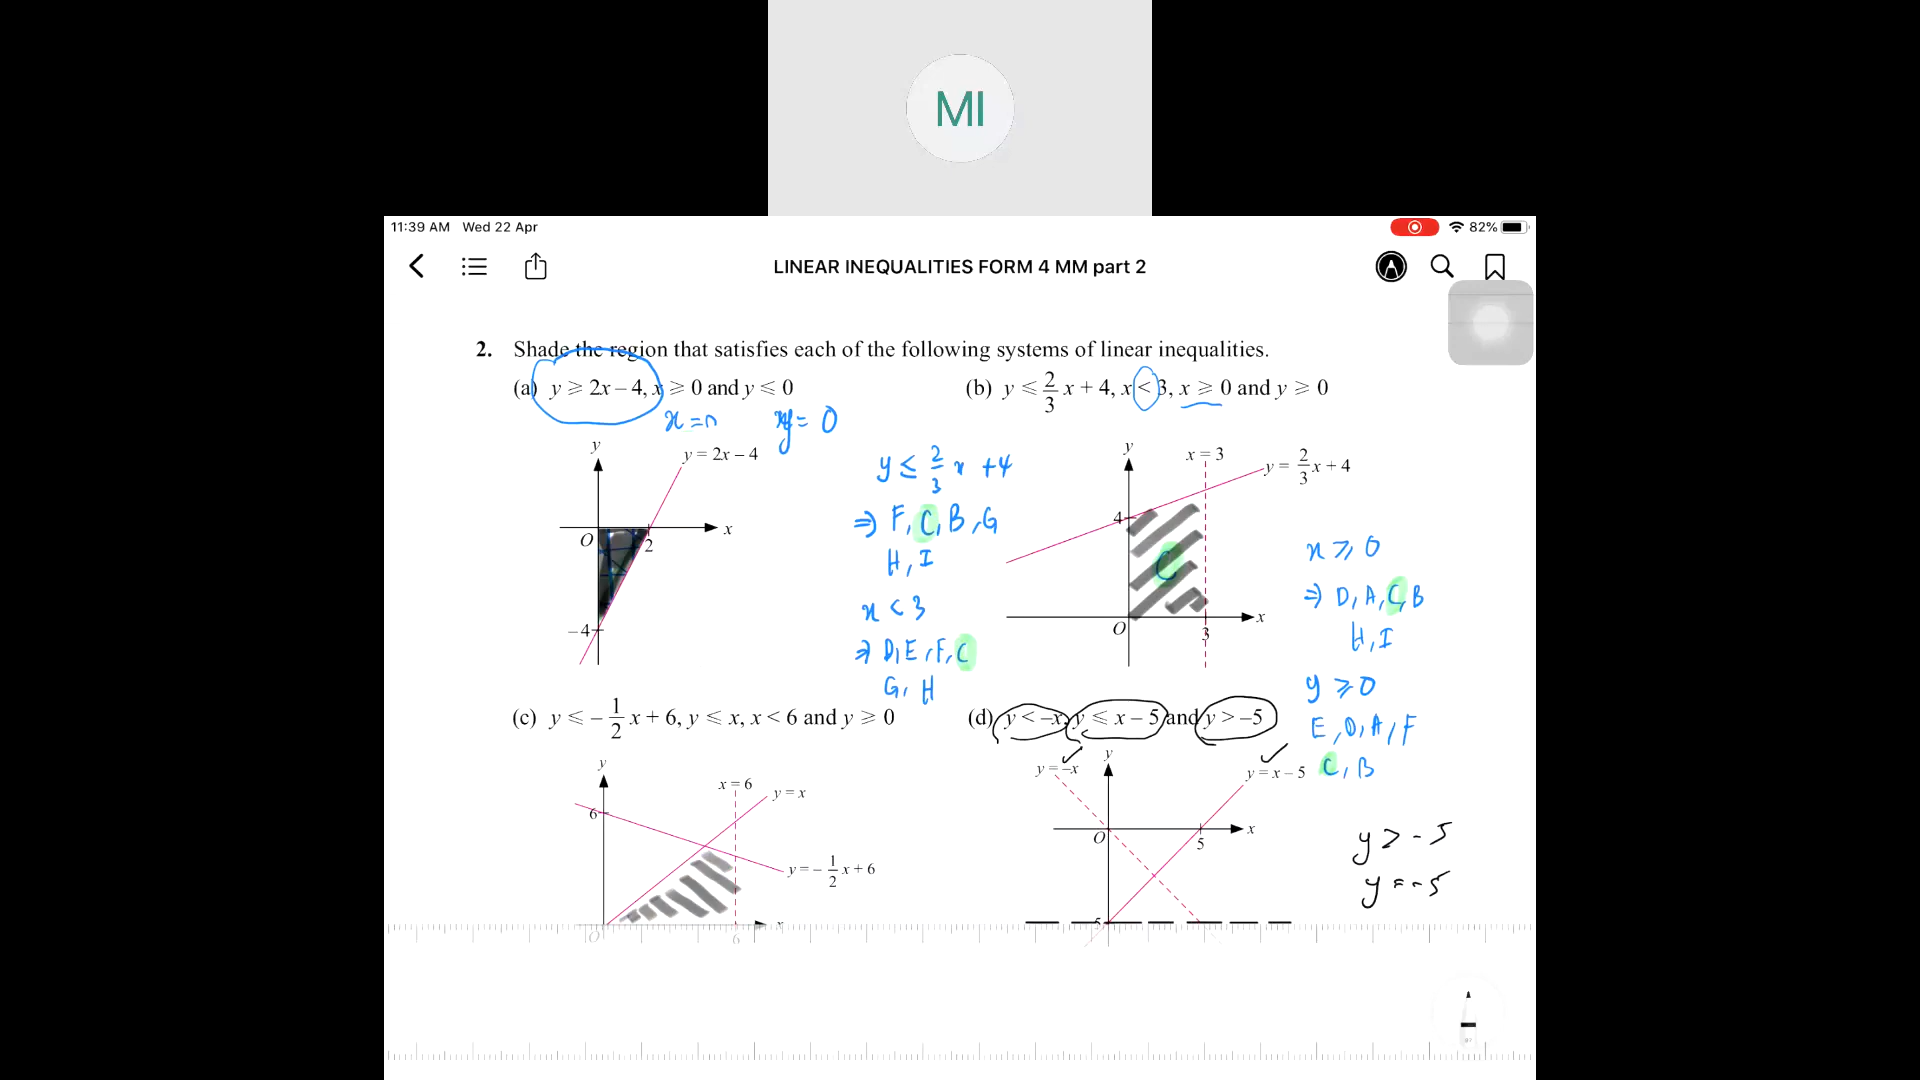 MI
11:39 AM Wed 22 Apr
82%
LINEAR INEQUALITIES FORM 4 MM part 2
2. Shade the region that satisfies each of the following systems of linear inequalities.
(a) y ⩾ 2x – 4, x ⩾ 0 and y ⩽ 0
x = 0
y = 0
y
y = 2x – 4
O
2
x
–4
(b) y ⩽ 2/3 x + 4, x < 3, x ⩾ 0 and y ⩾ 0
y ≤ 2/3 x + 4
⇒ F, C, B, G
H, I
x < 3
⇒ D, E, F, C
G, H
y
x = 3
y = 2/3 x + 4
4
C
O
3
x
x ⩾ 0
⇒ D, A, C, B
H, I
y ⩾ 0
E, D, A, F
C, B
(c) y ⩽ – 1/2 x + 6, y ⩽ x, x < 6 and y ⩾ 0
y
x = 6
y = x
6
y = – 1/2 x + 6
O
6
x
(d) y < –x, y ⩽ x – 5 and y > –5
y = –x
y
y = x – 5
O
5
x
–5
y > -5
y = -5